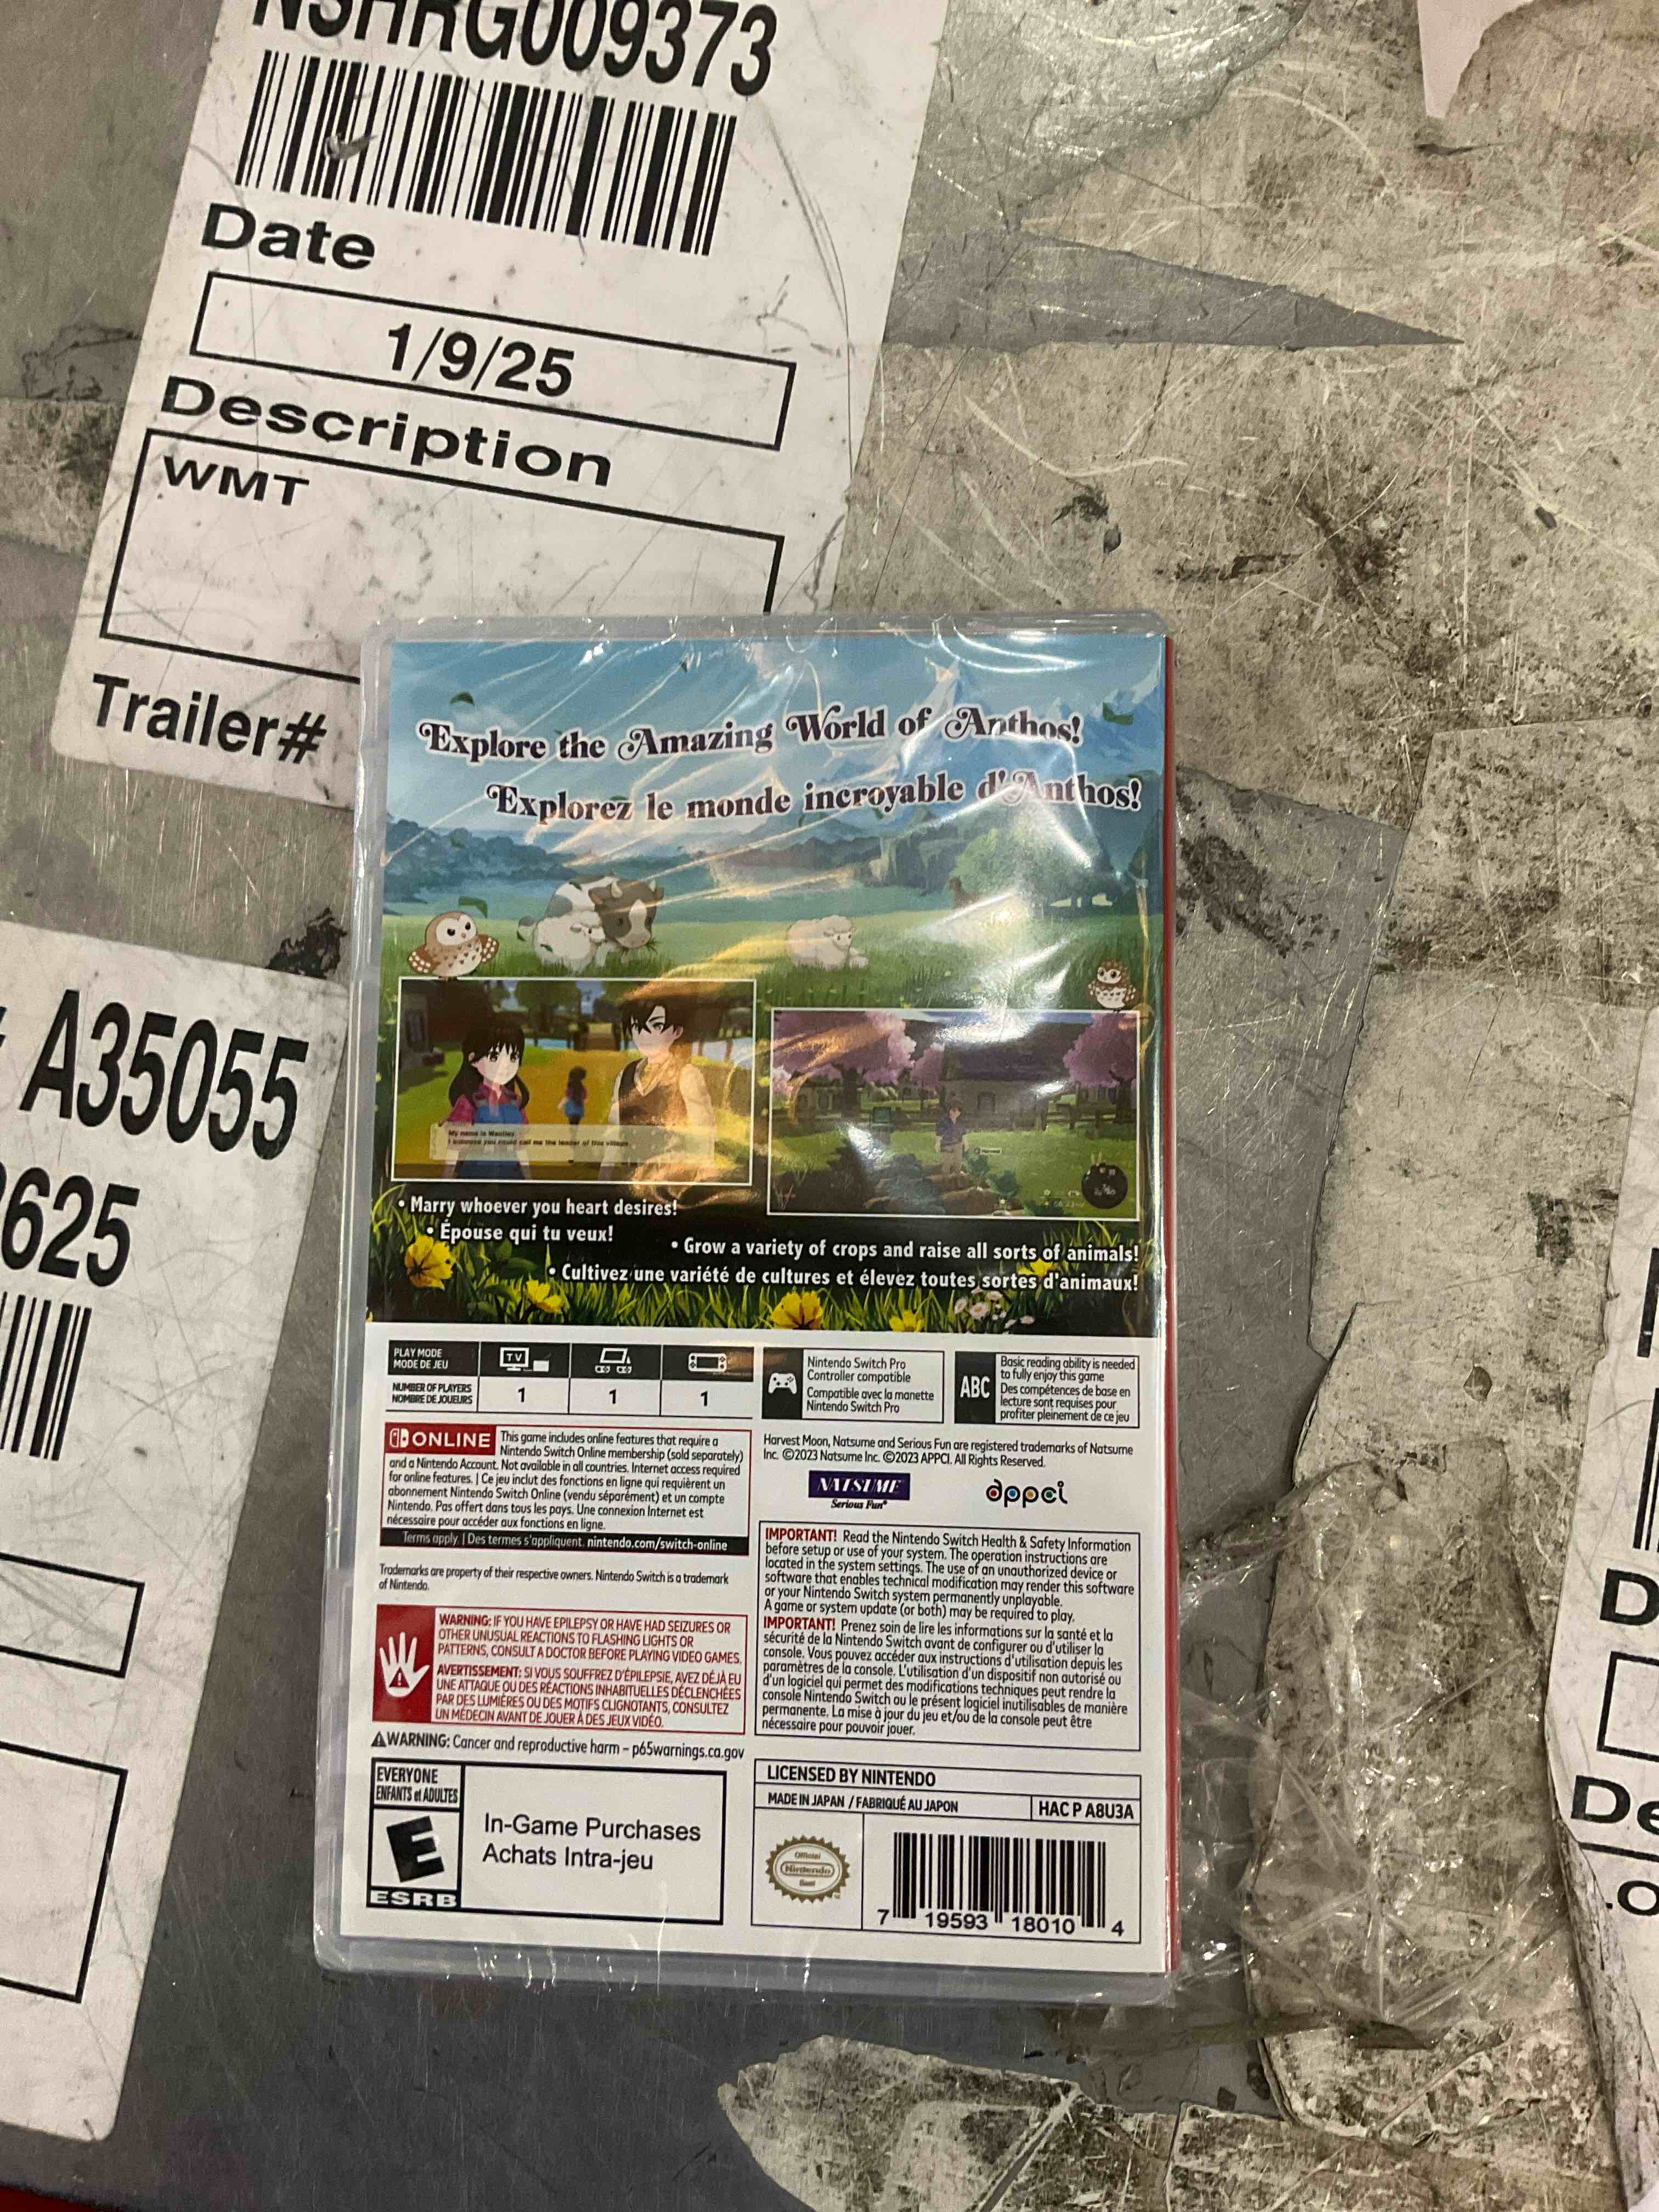 NSHRG009373
Date
1/9/25
Description
WMT
Trailer#
A35055
625
Explore the Amazing World of Anthos!
Explorez le monde incroyable d'Anthos!
My name is Westley
I suppose you could call me the leader of this village.
• Marry whoever you heart desires!
• Épouse qui tu veux!
• Grow a variety of crops and raise all sorts of animals!
• Cultivez une variété de cultures et élevez toutes sortes d'animaux!
PLAY MODE
MODE DE JEU
TV
NUMBER OF PLAYERS
NOMBRE DE JOUEURS
1
1
1
Nintendo Switch Pro
Controller compatible
Compatible avec la manette
Nintendo Switch Pro
ABC
Basic reading ability is needed
to fully enjoy this game
Des compétences de base en
lecture sont requises pour
profiter pleinement de ce jeu
ONLINE
This game includes online features that require a
Nintendo Switch Online membership (sold separately)
and a Nintendo Account. Not available in all countries. Internet access required
for online features. | Ce jeu inclut des fonctions en ligne qui requièrent un
abonnement Nintendo Switch Online (vendu séparément) et un compte
Nintendo. Pas offert dans tous les pays. Une connexion Internet est
nécessaire pour accéder aux fonctions en ligne.
Terms apply. | Des termes s'appliquent. nintendo.com/switch-online
Trademarks are property of their respective owners. Nintendo Switch is a trademark
of Nintendo.
Harvest Moon, Natsume and Serious Fun are registered trademarks of Natsume
Inc. ©2023 Natsume Inc. ©2023 APPCI. All Rights Reserved.
NATSUME
Serious Fun®
appci
WARNING: IF YOU HAVE EPILEPSY OR HAVE HAD SEIZURES OR
OTHER UNUSUAL REACTIONS TO FLASHING LIGHTS OR
PATTERNS, CONSULT A DOCTOR BEFORE PLAYING VIDEO GAMES.
AVERTISSEMENT: SI VOUS SOUFFREZ D'ÉPILEPSIE, AVEZ DÉJÀ EU
UNE ATTAQUE OU DES RÉACTIONS INHABITUELLES DÉCLENCHÉES
PAR DES LUMIÈRES OU DES MOTIFS CLIGNOTANTS, CONSULTEZ
UN MÉDECIN AVANT DE JOUER À DES JEUX VIDÉO.
IMPORTANT! Read the Nintendo Switch Health & Safety Information
before setup or use of your system. The operation instructions are
located in the system settings. The use of an unauthorized device or
software that enables technical modification may render this software
or your Nintendo Switch system permanently unplayable.
A game or system update (or both) may be required to play.
IMPORTANT! Prenez soin de lire les informations sur la santé et la
sécurité de la Nintendo Switch avant de configurer ou d'utiliser la
console. Vous pouvez accéder aux instructions d'utilisation depuis les
paramètres de la console. L'utilisation d'un dispositif non autorisé ou
d'un logiciel qui permet des modifications techniques peut rendre la
console Nintendo Switch ou le présent logiciel inutilisables de manière
permanente. La mise à jour du jeu et/ou de la console peut être
nécessaire pour pouvoir jouer.
WARNING: Cancer and reproductive harm – p65warnings.ca.gov
EVERYONE
ENFANTS et ADULTES
E
ESRB
In-Game Purchases
Achats Intra-jeu
LICENSED BY NINTENDO
MADE IN JAPAN / FABRIQUÉ AU JAPON
HAC P A8U3A
Official
Nintendo
Seal
7 19593 18010 4
D
De